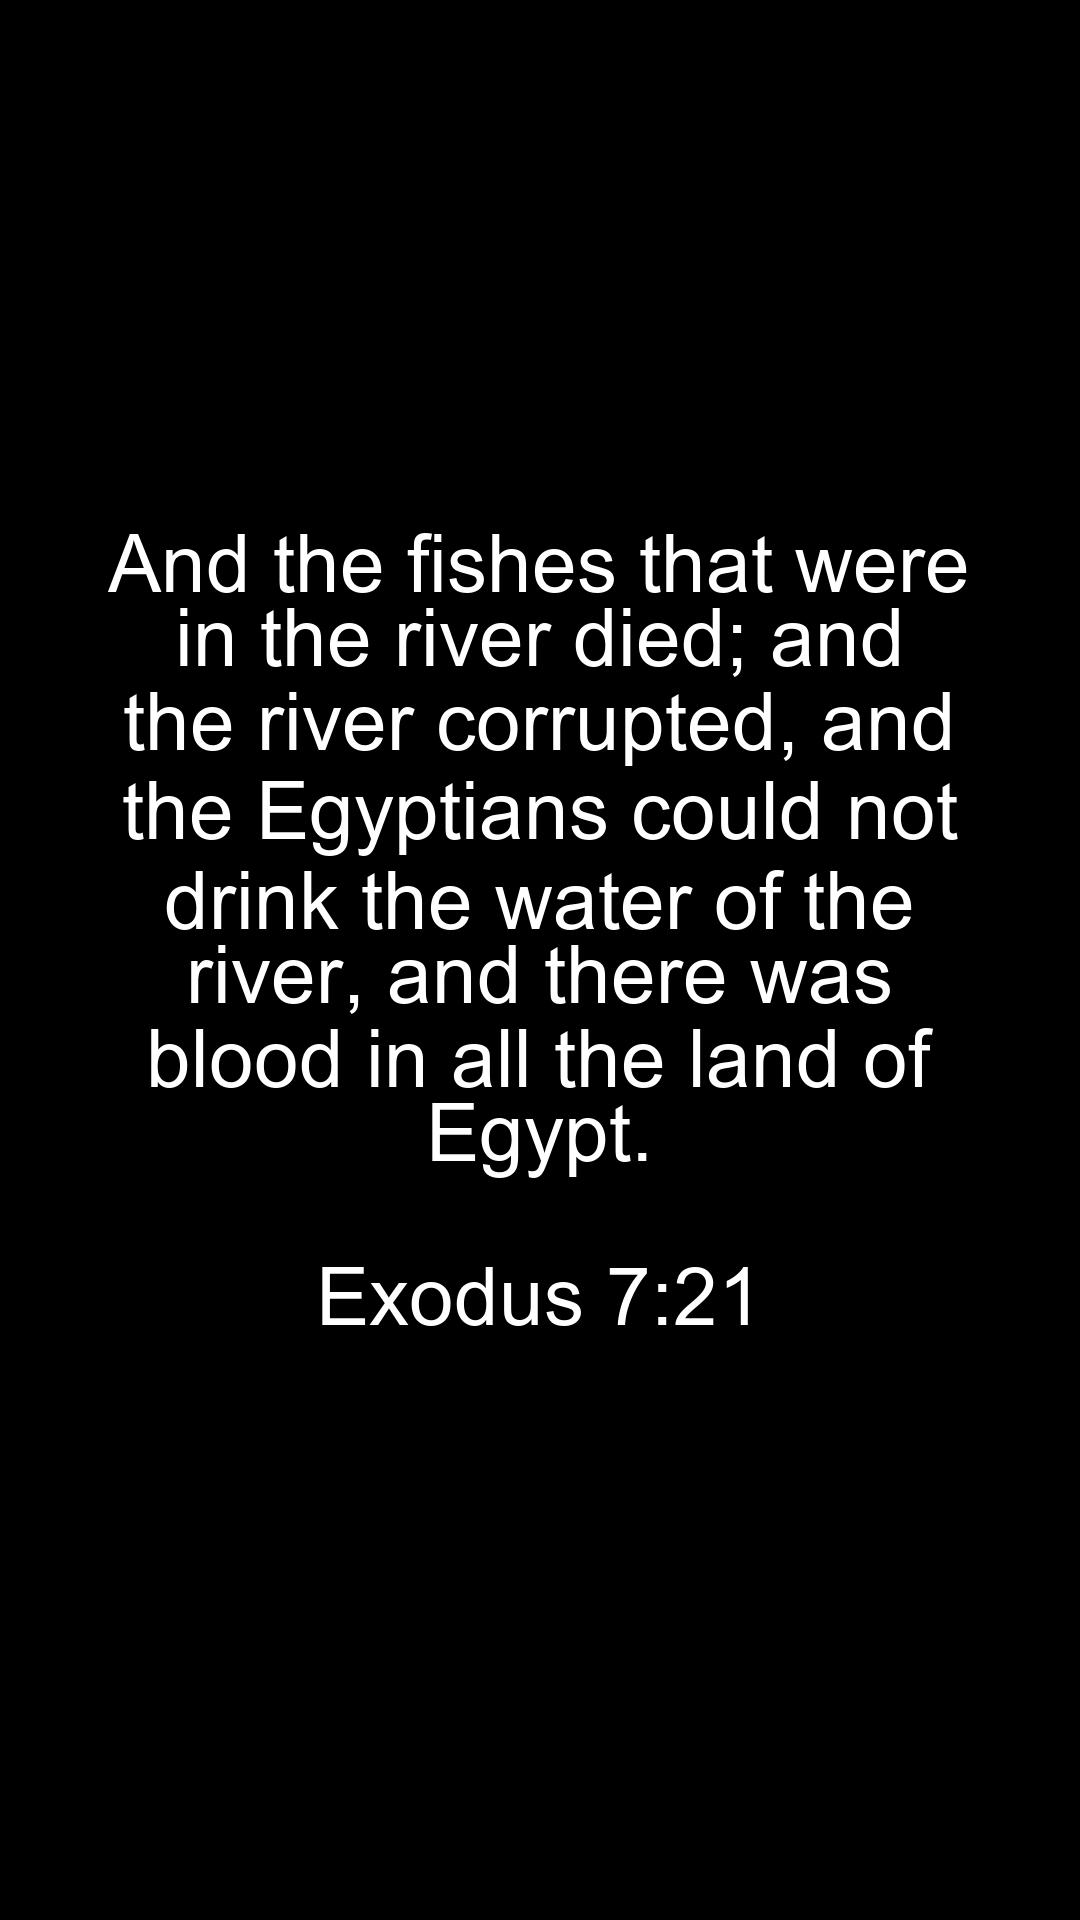 And the fishes that were
in the river died; and
the river corrupted, and
the Egyptians could not
drink the water of the
river, and there was
blood in all the land of
Egypt.
Exodus 7:21